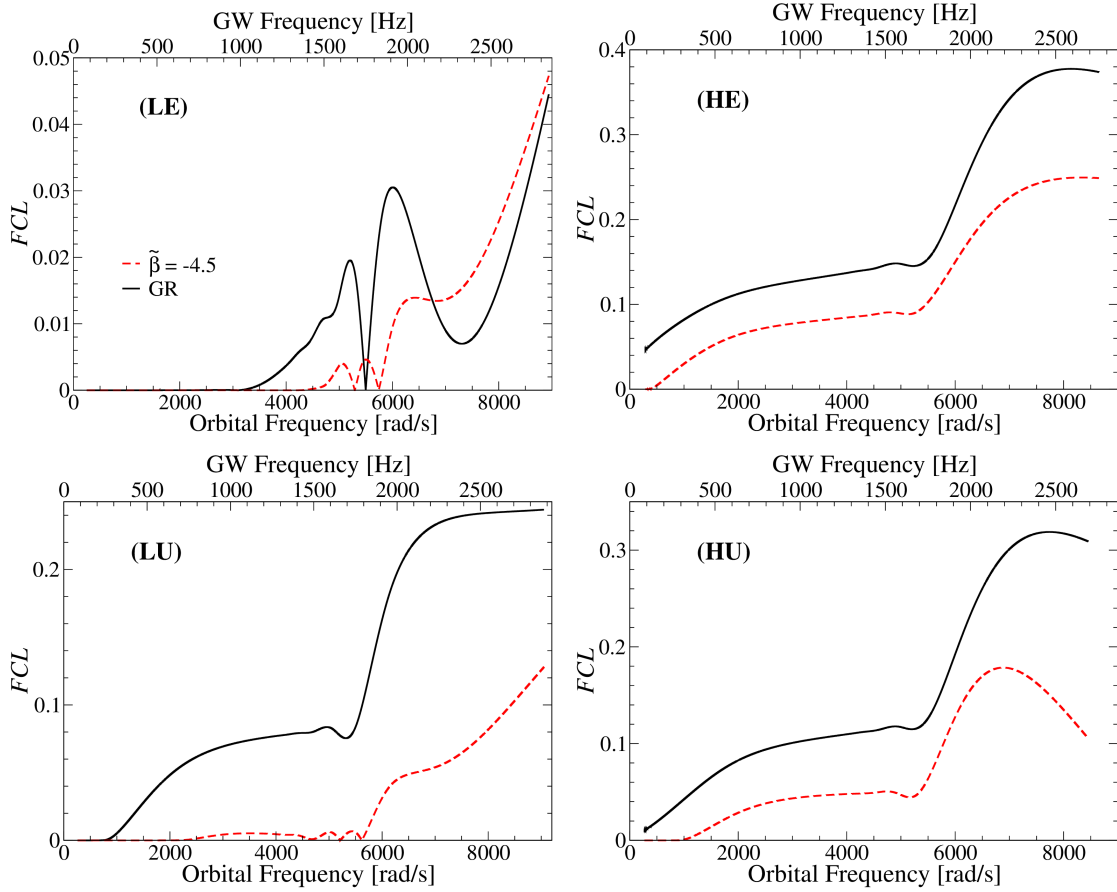 GW Frequency [Hz]
0 500 1000 1500 2000 2500
0.05
0.04
0.03
0.02
0.01
0
FCL
(LE)
β̃ = -4.5
GR
0 2000 4000 6000 8000
Orbital Frequency [rad/s]
GW Frequency [Hz]
0 500 1000 1500 2000 2500
0.4
0.3
0.2
0.1
0
FCL
(HE)
0 2000 4000 6000 8000
Orbital Frequency [rad/s]
GW Frequency [Hz]
0 500 1000 1500 2000 2500
0.2
0.1
0
FCL
(LU)
0 2000 4000 6000 8000
Orbital Frequency [rad/s]
GW Frequency [Hz]
0 500 1000 1500 2000 2500
0.3
0.2
0.1
0
FCL
(HU)
0 2000 4000 6000 8000
Orbital Frequency [rad/s]